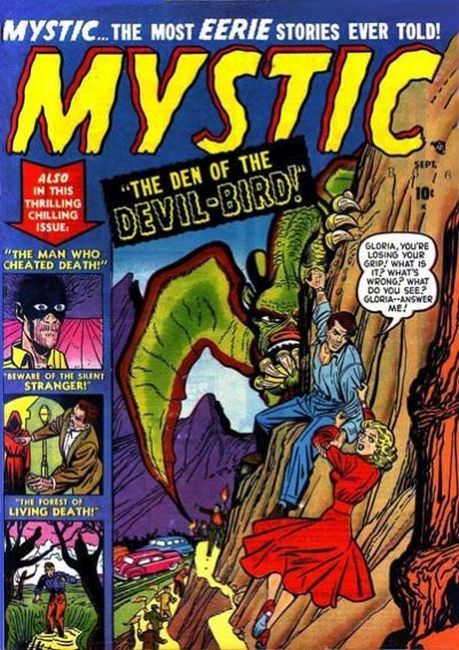 MYSTIC...THE MOST EERIE STORIES EVER TOLD!
MYSTIC
SEPT.
10¢
"THE DEN OF THE
DEVIL-BIRD!"
ALSO
IN THIS
THRILLING
CHILLING
ISSUE:
"THE MAN WHO
CHEATED DEATH!"
"BEWARE OF THE SILENT
STRANGER!"
"THE FOREST OF
LIVING DEATH!"
GLORIA, YOU'RE
LOSING YOUR
GRIP! WHAT IS
IT? WHAT'S
WRONG? WHAT
DO YOU SEE?
GLORIA--ANSWER
ME!